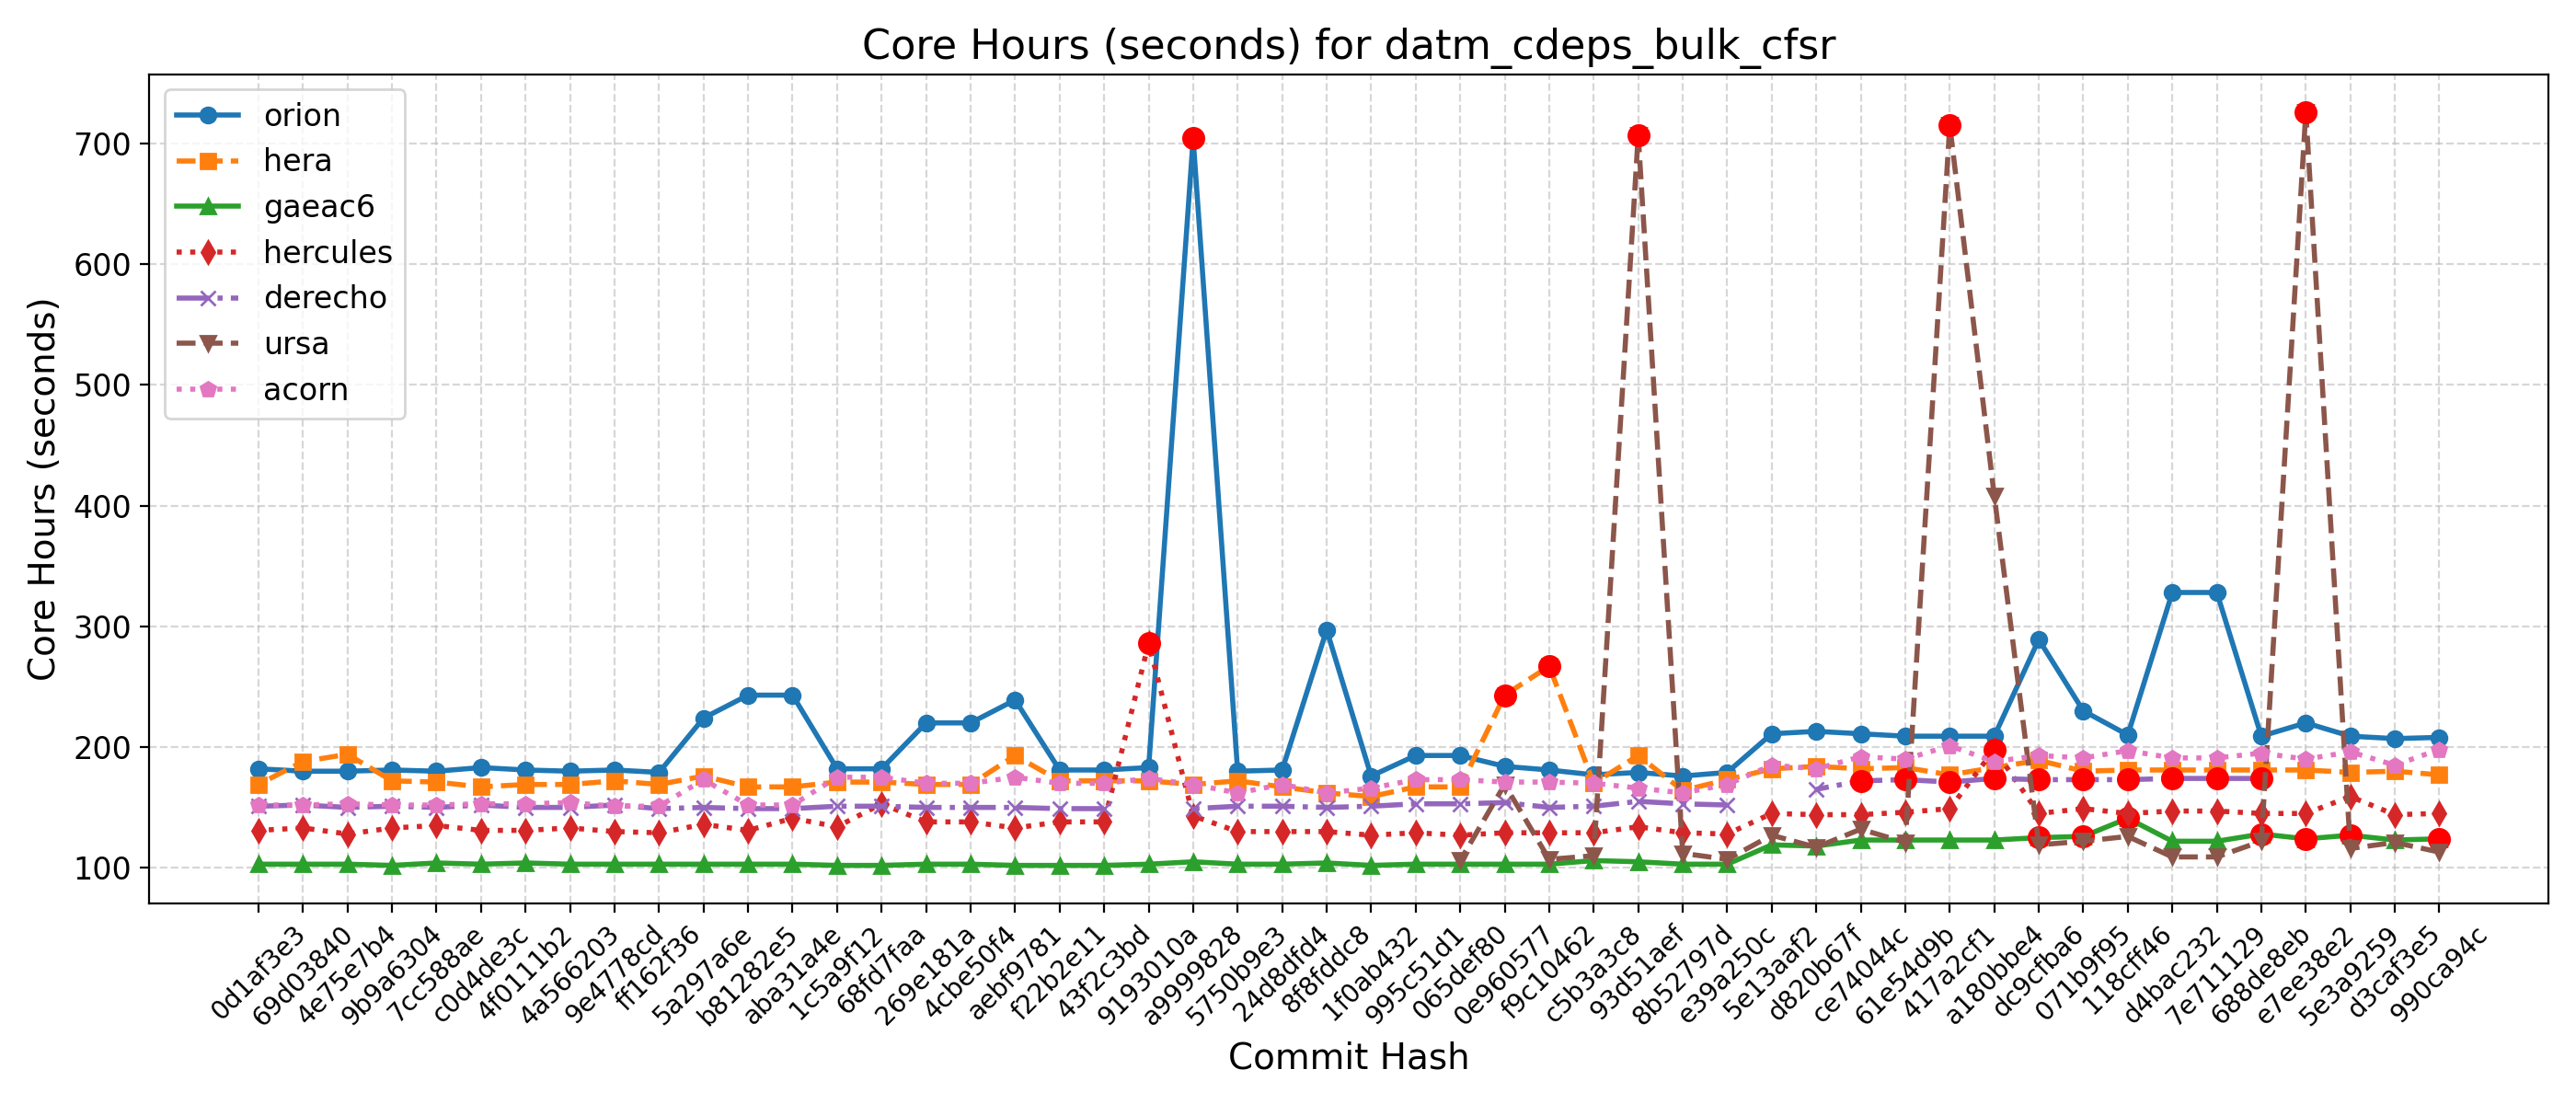 Core Hours (seconds) for datm_cdeps_bulk_cfsr
orion
hera
gaeac6
hercules
derecho
ursa
acorn
Core Hours (seconds)
700
600
500
400
300
200
100
0d1af3e3
69d03840
4e75e7b4
9b9a6304
7cc588ae
c0d4de3c
4f0111b2
4a566203
9e4778cd
ff162f36
5a297a6e
b81282e5
aba31a4e
1c5a9f12
68fd7faa
269e181a
4cbe50f4
aebf9781
f22b2e11
43f2c3bd
9193010a
a9999828
5750b9e3
24d8dfd4
8f8fddc8
1f0ab432
995c51d1
065def80
0e960577
f9c10462
c5b3a3c8
93d51aef
8b52797d
e39a250c
5e13aaf2
d820b67f
ce74044c
61e54d9b
417a2cf1
a180bbe4
dc9cfba6
071b9f95
118cff46
d4bac232
7e711129
688de8eb
e7ee38e2
5e3a9259
d3caf3e5
990ca94c
Commit Hash